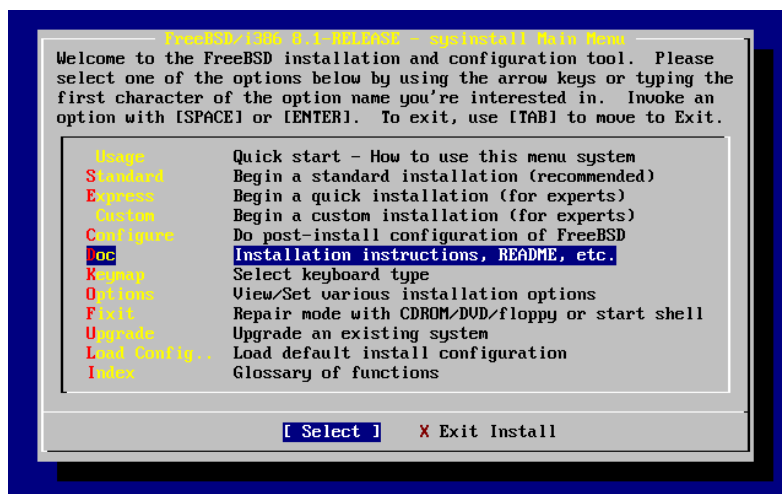 FreeBSD/i386 8.1-RELEASE - sysinstall Main Menu
Welcome to the FreeBSD installation and configuration tool.  Please
select one of the options below by using the arrow keys or typing the
first character of the option name you're interested in.  Invoke an
option with [SPACE] or [ENTER].  To exit, use [TAB] to move to Exit.
Usage Quick start - How to use this menu system
Standard Begin a standard installation (recommended)
Express Begin a quick installation (for experts)
Custom Begin a custom installation (for experts)
Configure Do post-install configuration of FreeBSD
Doc Installation instructions, README, etc.
Keymap Select keyboard type
Options View/Set various installation options
Fixit Repair mode with CDROM/DVD/floppy or start shell
Upgrade Upgrade an existing system
Load Config.. Load default install configuration
Index Glossary of functions
[ Select ] X Exit Install